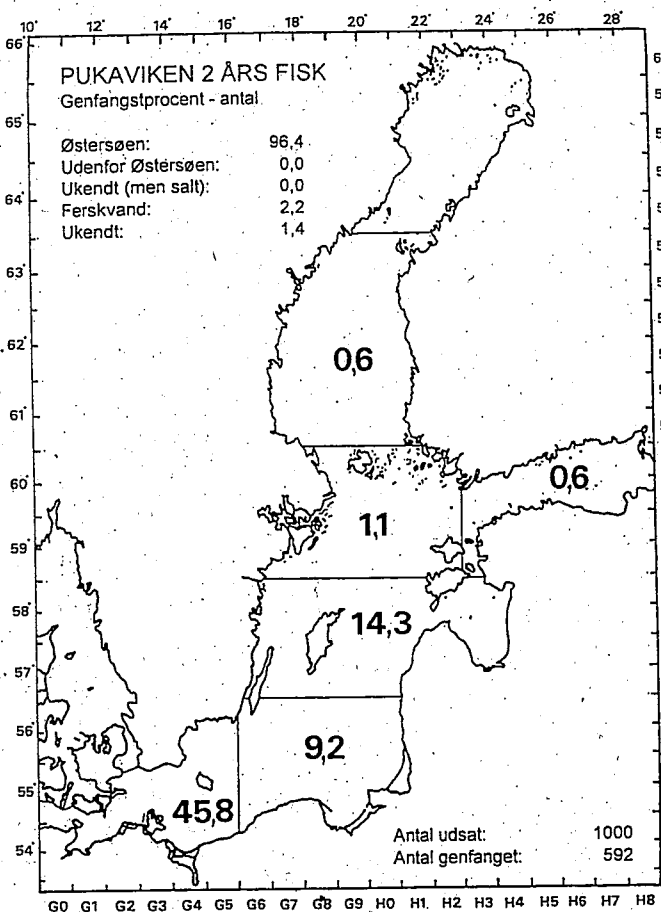 10° 12° 14° 16° 18° 20° 22° 24° 26° 28°
66°
PUKAVIKEN 2 ÅRS FISK
Genfangstprocent - antal
65°
Østersøen: 96,4
Udenfor Østersøen: 0,0
Ukendt (men salt): 0,0
64°
Ferskvand: 2,2
Ukendt: 1,4
63°
62°
0,6
61°
60°
0,6
1,1
59°
58°
14,3
57°
56°
9,2
55°
45,8
Antal udsat: 1000
54°
Antal genfanget: 592
G0 G1 G2 G3 G4 G5 G6 G7 G8 G9 H0 H1 H2 H3 H4 H5 H6 H7 H8